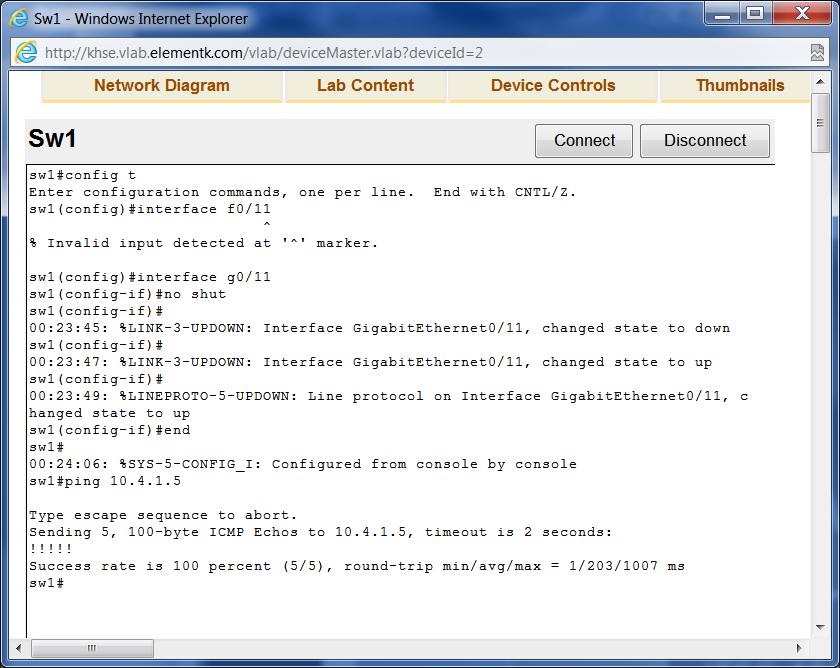 Sw1 - Windows Internet Explorer
http://khse.vlab.elementk.com/vlab/deviceMaster.vlab?deviceId=2
Network Diagram Lab Content Device Controls Thumbnails
Sw1 Connect Disconnect
sw1#config t
Enter configuration commands, one per line.  End with CNTL/Z.
sw1(config)#interface f0/11
                          ^
% Invalid input detected at '^' marker.

sw1(config)#interface g0/11
sw1(config-if)#no shut
sw1(config-if)#
00:23:45: %LINK-3-UPDOWN: Interface GigabitEthernet0/11, changed state to down
sw1(config-if)#
00:23:47: %LINK-3-UPDOWN: Interface GigabitEthernet0/11, changed state to up
sw1(config-if)#
00:23:49: %LINEPROTO-5-UPDOWN: Line protocol on Interface GigabitEthernet0/11, c
hanged state to up
sw1(config-if)#end
sw1#
00:24:06: %SYS-5-CONFIG_I: Configured from console by console
sw1#ping 10.4.1.5

Type escape sequence to abort.
Sending 5, 100-byte ICMP Echos to 10.4.1.5, timeout is 2 seconds:
!!!!!
Success rate is 100 percent (5/5), round-trip min/avg/max = 1/203/1007 ms
sw1#